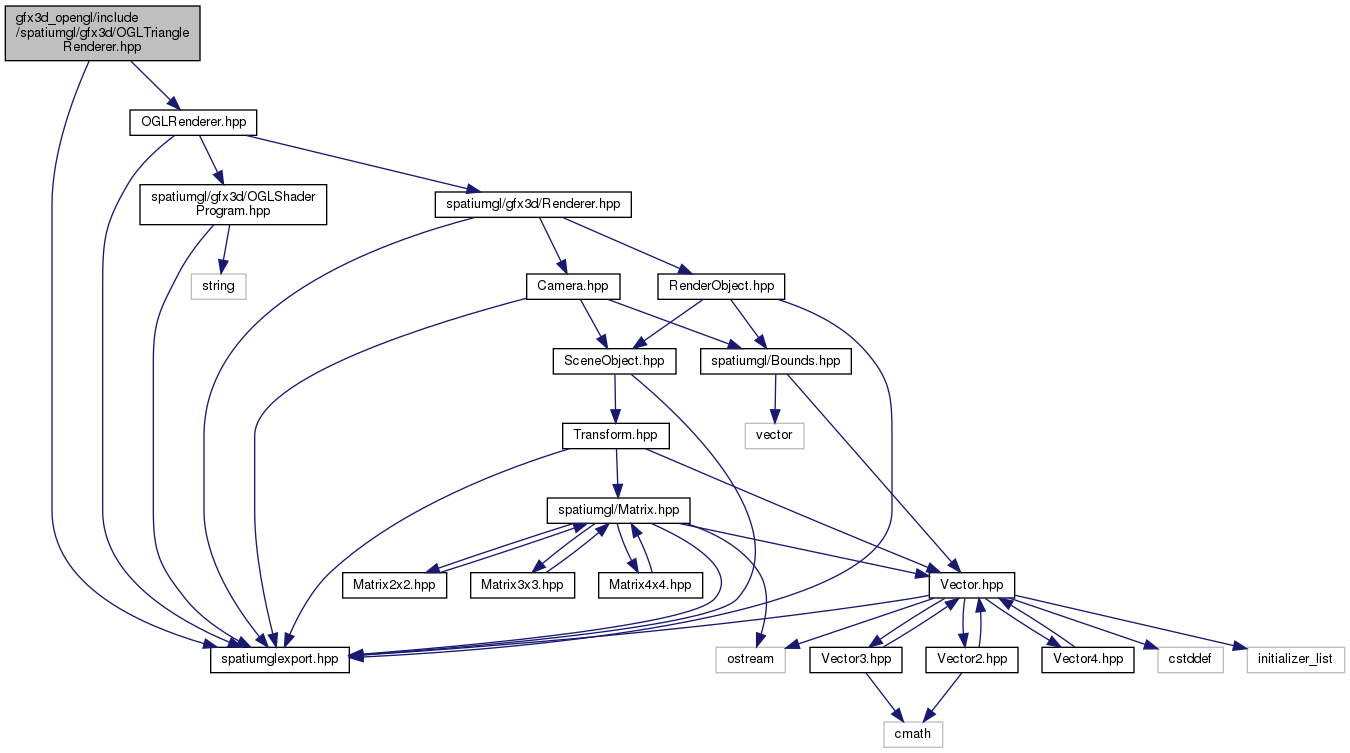 gfx3d_opengl/include
/spatiumgl/gfx3d/OGLTriangle
Renderer.hpp
OGLRenderer.hpp
spatiumgl/gfx3d/OGLShader
Program.hpp
spatiumgl/gfx3d/Renderer.hpp
string
Camera.hpp
RenderObject.hpp
SceneObject.hpp
spatiumgl/Bounds.hpp
Transform.hpp
vector
spatiumgl/Matrix.hpp
Matrix2x2.hpp
Matrix3x3.hpp
Matrix4x4.hpp
Vector.hpp
spatiumglexport.hpp
ostream
Vector3.hpp
Vector2.hpp
Vector4.hpp
cstddef
initializer_list
cmath